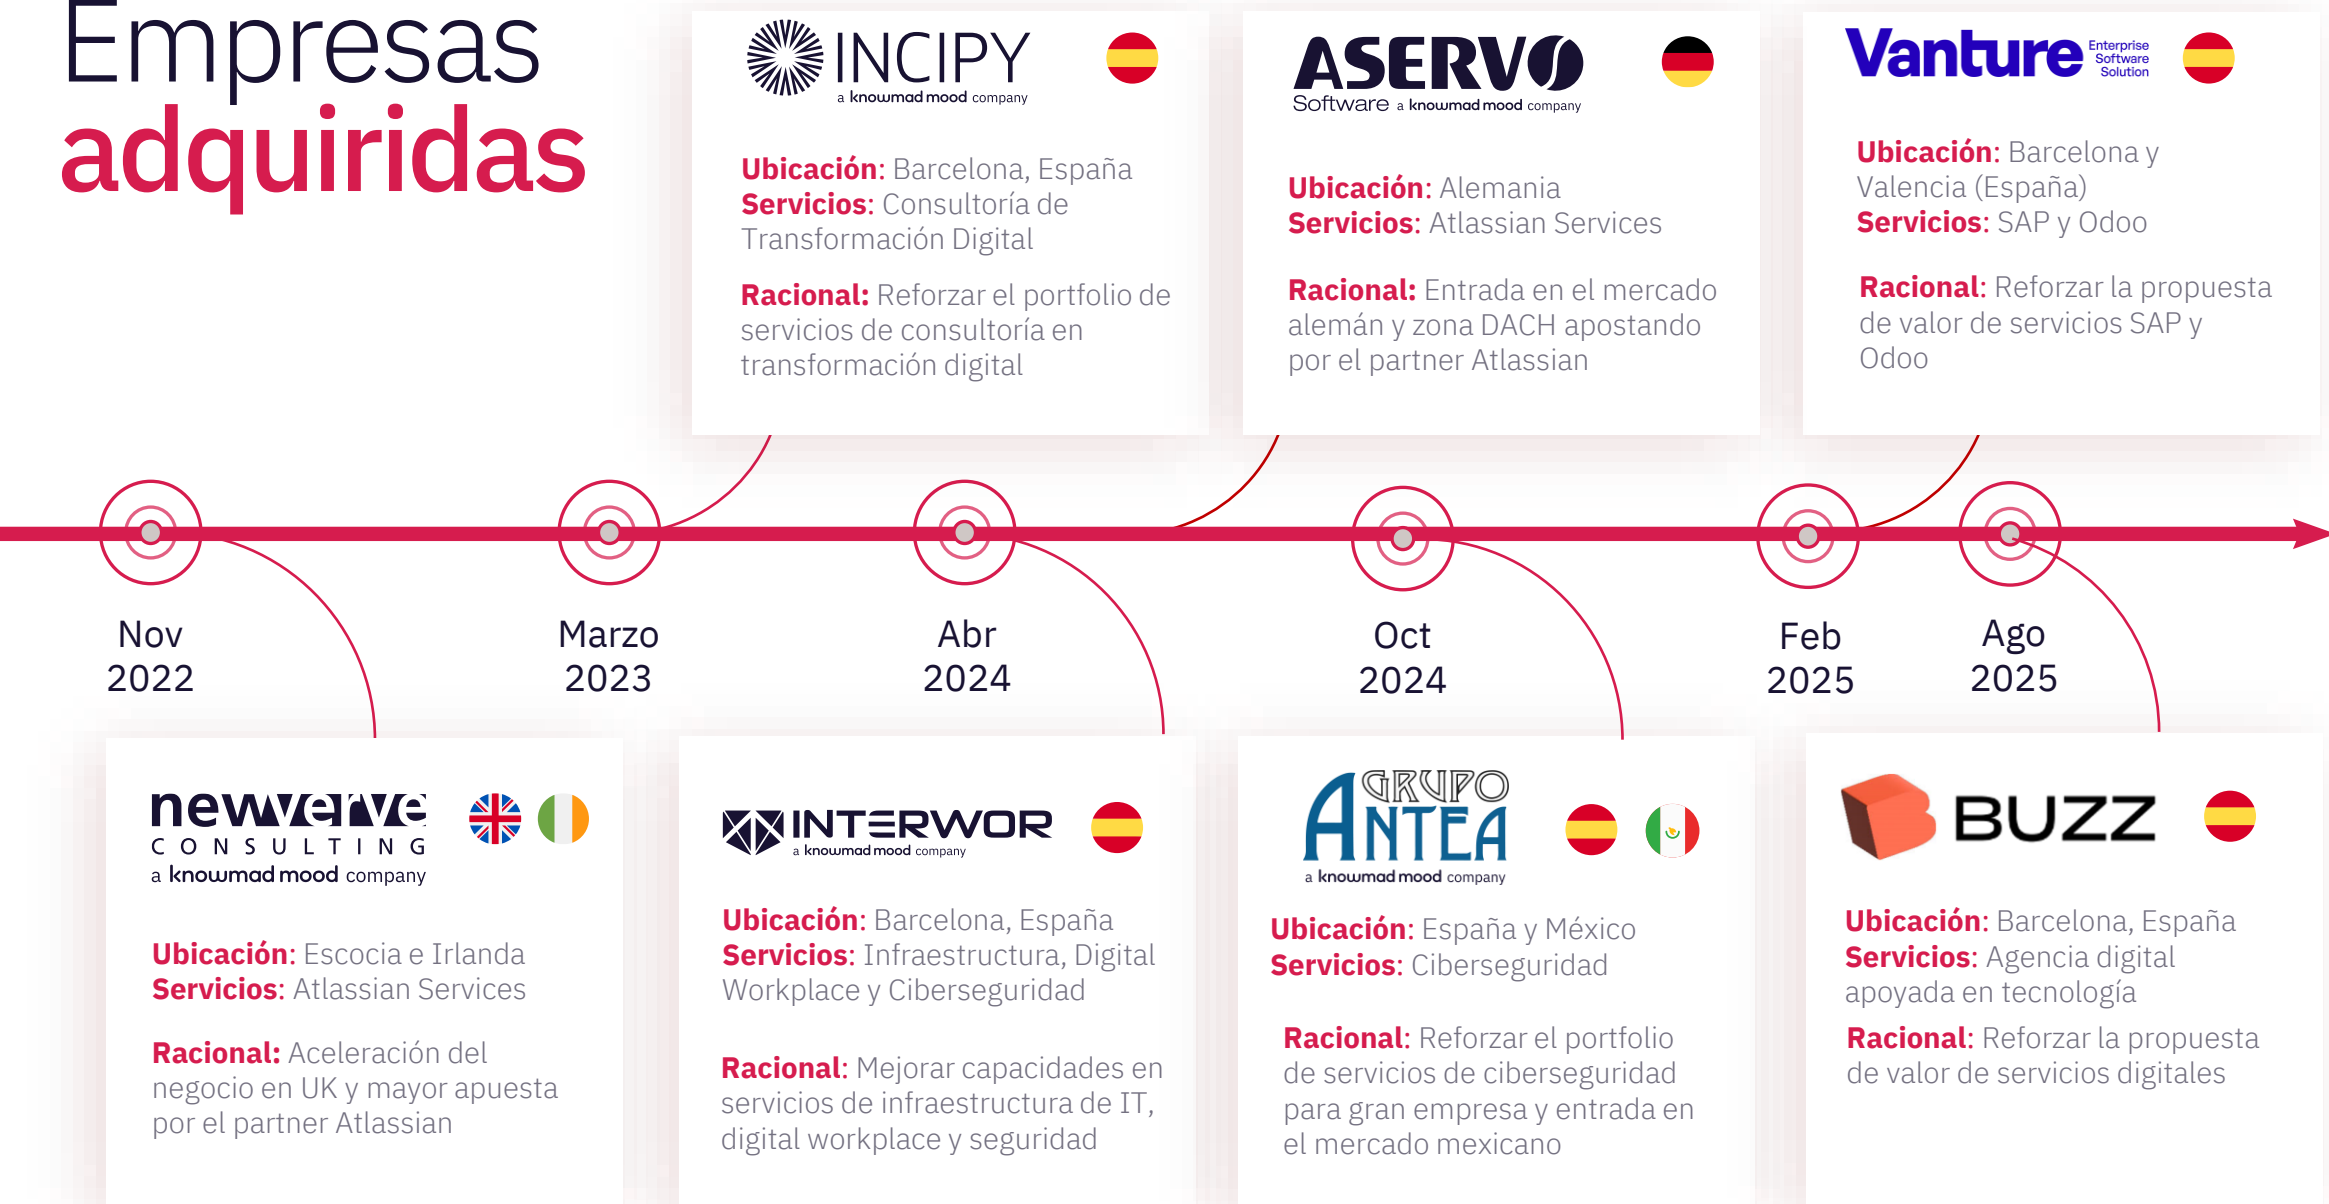 Empresas
adquiridas
INCIPY
a knowmad mood company
Ubicación: Barcelona, España
Servicios: Consultoría de
Transformación Digital
Racional: Reforzar el portfolio de
servicios de consultoría en
transformación digital
ASERVO
Software a knowmad mood company
Ubicación: Alemania
Servicios: Atlassian Services
Racional: Entrada en el mercado
alemán y zona DACH apostando
por el partner Atlassian
Vanture Enterprise
Software
Solution
Ubicación: Barcelona y
Valencia (España)
Servicios: SAP y Odoo
Racional: Reforzar la propuesta
de valor de servicios SAP y
Odoo
Nov
2022
Marzo
2023
Abr
2024
Oct
2024
Feb
2025
Ago
2025
newverve
CONSULTING
a knowmad mood company
Ubicación: Escocia e Irlanda
Servicios: Atlassian Services
Racional: Aceleración del
negocio en UK y mayor apuesta
por el partner Atlassian
INTERWOR
a knowmad mood company
Ubicación: Barcelona, España
Servicios: Infraestructura, Digital
Workplace y Ciberseguridad
Racional: Mejorar capacidades en
servicios de infraestructura de IT,
digital workplace y seguridad
GRUPO
ANTEA
a knowmad mood company
Ubicación: España y México
Servicios: Ciberseguridad
Racional: Reforzar el portfolio
de servicios de ciberseguridad
para gran empresa y entrada en
el mercado mexicano
BUZZ
Ubicación: Barcelona, España
Servicios: Agencia digital
apoyada en tecnología
Racional: Reforzar la propuesta
de valor de servicios digitales